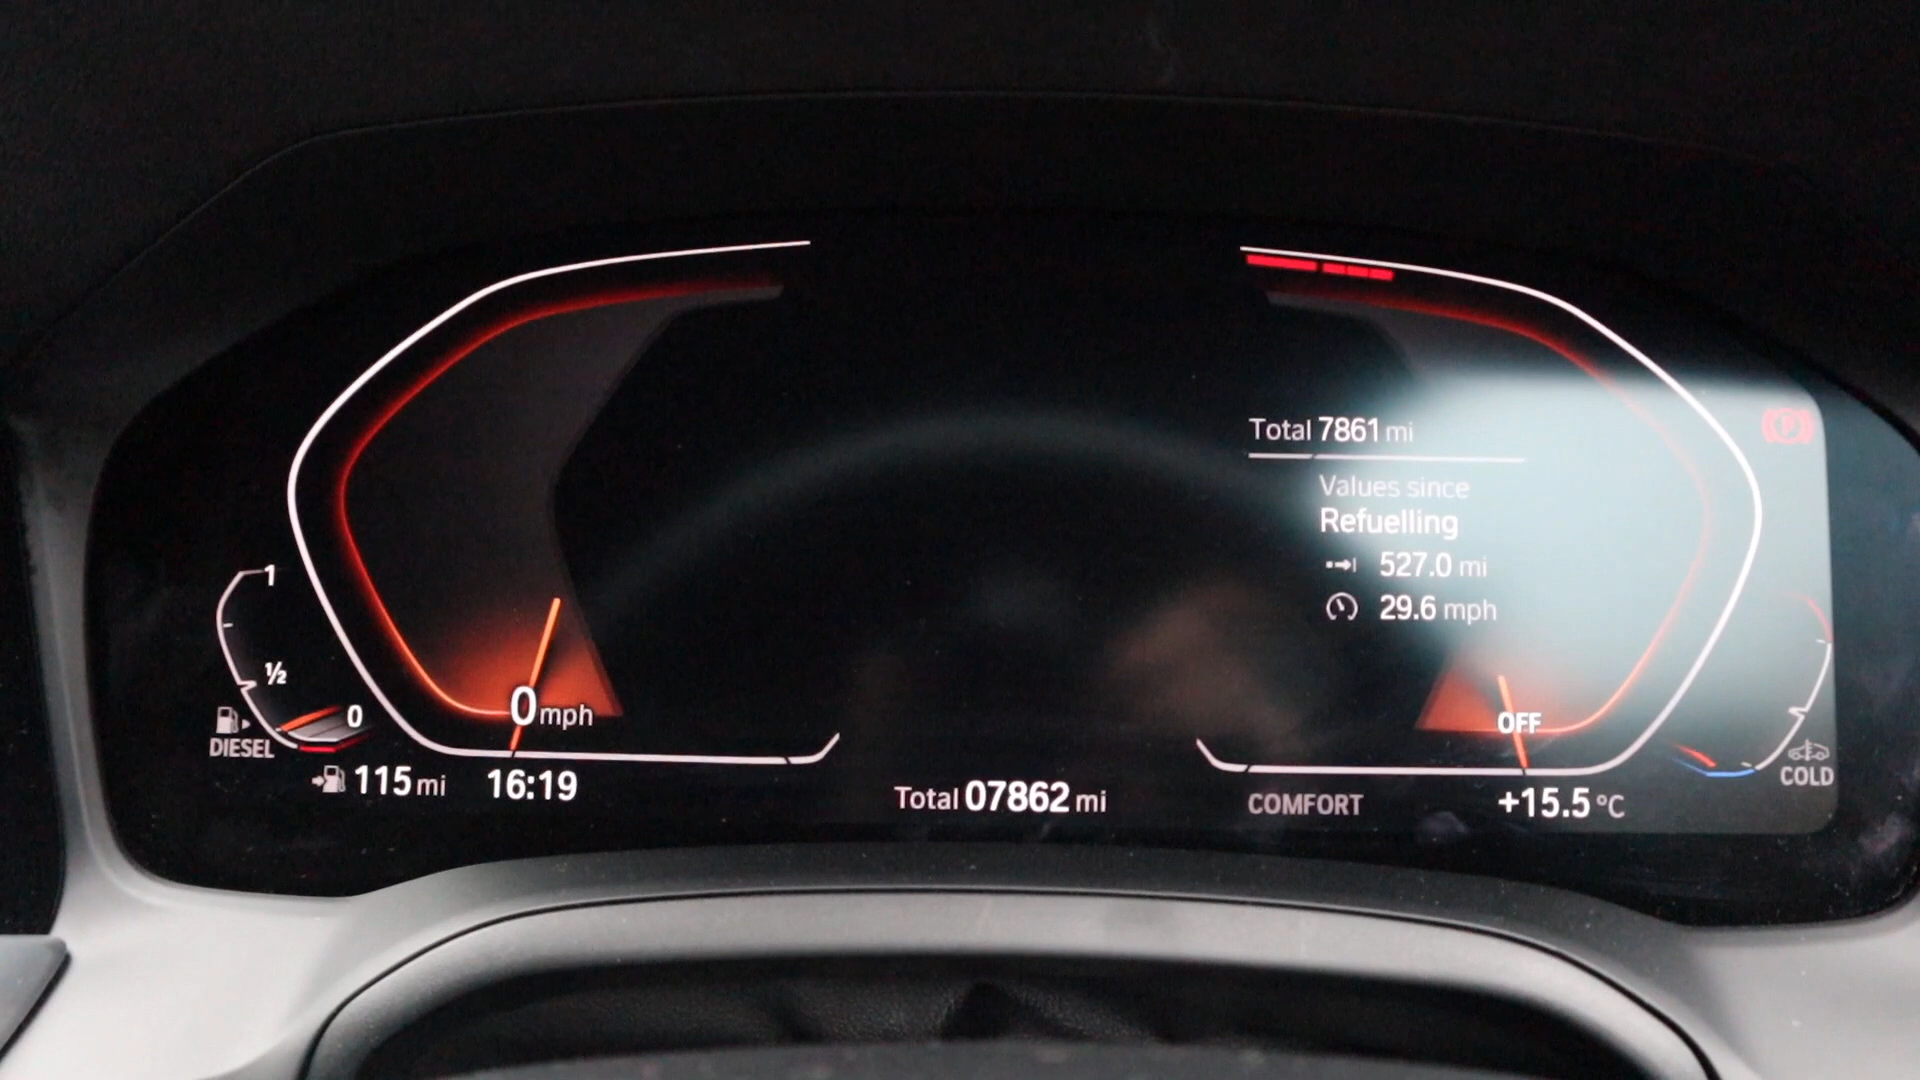 Total 7861 mi
Values since
Refuelling
527.0 mi
29.6 mph
1
½
0
DIESEL
115 mi
16:19
0 mph
Total 07862 mi
OFF
COMFORT
+15.5 °C
COLD
P